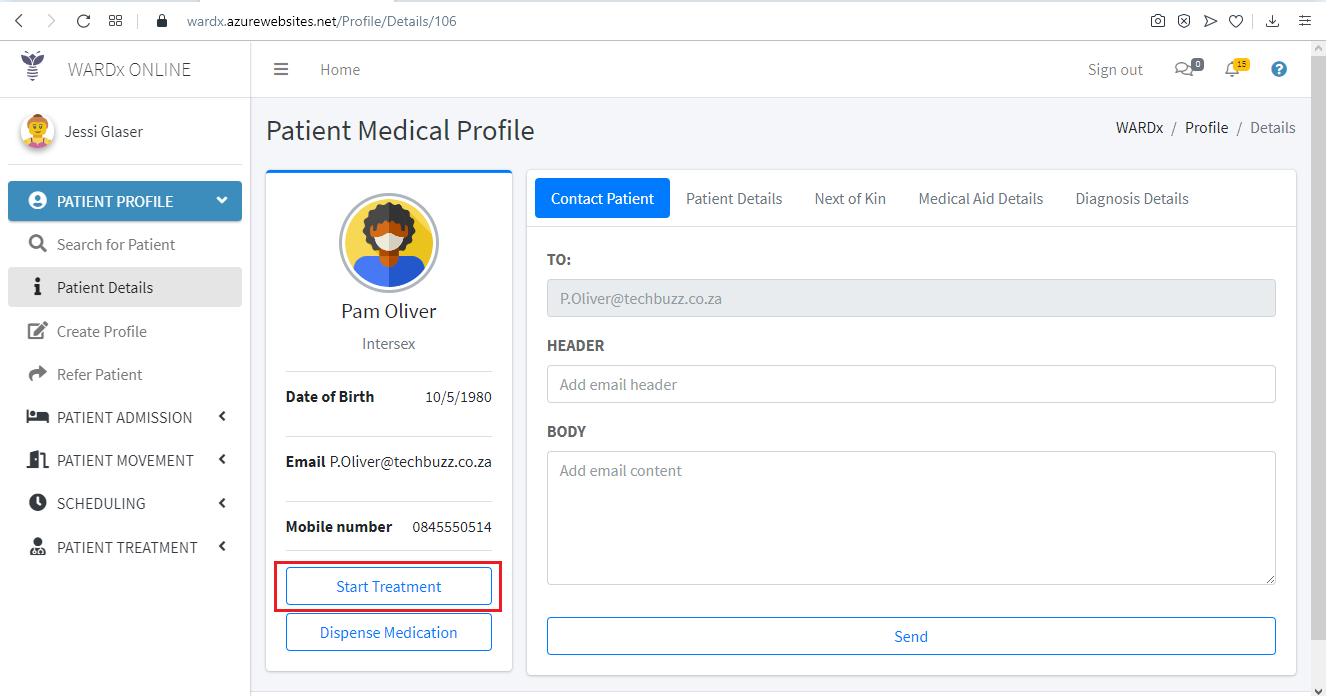 wardx.azurewebsites.net/Profile/Details/106
WARDx ONLINE
Home
Sign out
0
15
?
Jessi Glaser
Patient Medical Profile
WARDx / Profile / Details
PATIENT PROFILE
Search for Patient
Patient Details
Create Profile
Refer Patient
PATIENT ADMISSION
PATIENT MOVEMENT
SCHEDULING
PATIENT TREATMENT
Pam Oliver
Intersex
Date of Birth 10/5/1980
Email P.Oliver@techbuzz.co.za
Mobile number 0845550514
Start Treatment
Dispense Medication
Contact Patient
Patient Details
Next of Kin
Medical Aid Details
Diagnosis Details
TO:
P.Oliver@techbuzz.co.za
HEADER
Add email header
BODY
Add email content
Send